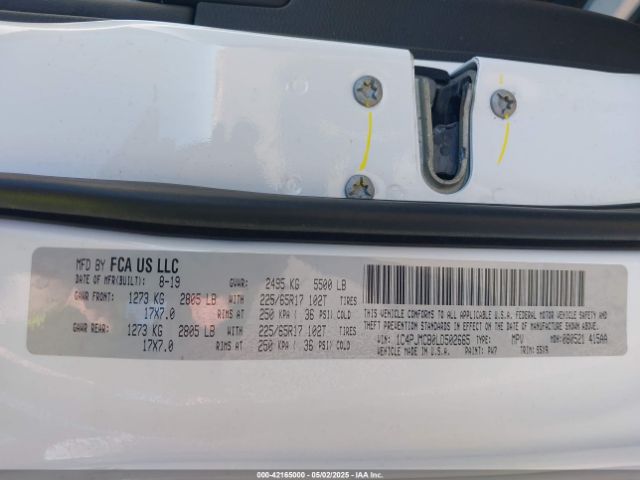 MFD BY FCA US LLC
DATE OF MFR(BUILT): 8-19
GVWR: 2495 KG 5500 LB
GAWR FRONT: 1273 KG 2805 LB WITH 225/65R17 102T TIRES
17X7.0 RIMS AT 250 KPA ( 36 PSI) COLD
GAWR REAR: 1273 KG 2805 LB WITH 225/65R17 102T TIRES
17X7.0 RIMS AT 250 KPA ( 36 PSI) COLD
THIS VEHICLE CONFORMS TO ALL APPLICABLE U.S.A. FEDERAL MOTOR VEHICLE SAFETY AND
THEFT PREVENTION STANDARDS IN EFFECT ON THE DATE OF MANUFACTURE SHOWN ABOVE.
VIN: 1C4PJMCB0LD502665 TYPE: MPV MDH: 080521 415AA
VEHICLE MADE IN U.S.A. PAINT: PW7 TRIM:
000-42165000 - 05/02/2025 - IAA Inc.